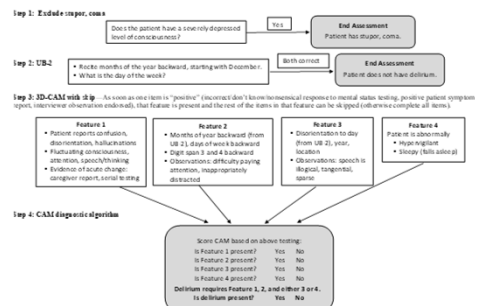 Step 1: Exclude stupor, coma
Does the patient have a severely depressed
level of consciousness?
Yes
End Assessment
Patient has stupor, coma.
Step 2: UB-2
• Recite months of the year backward, starting with December.
• What is the day of the week?
Both correct
End Assessment
Patient does not have delirium.
Step 3: 3D-CAM with skip—As soon as one item is "positive" (incorrect/don't know/nonsensical response to mental status testing, positive patient symptom
report, interviewer observation endorsed), that feature is present and the rest of the items in that feature can be skipped (otherwise complete all items).
Feature 1
• Patient reports confusion,
disorientation, hallucinations
• Fluctuating consciousness,
attention, speech/thinking
• Evidence of acute change:
caregiver report, serial testing
Feature 2
• Months of year backward (from
UB 2), days of week backward
• Digit span 3 and 4 backward
• Observations: difficulty paying
attention, inappropriately
distracted
Feature 3
• Disorientation to day
(from UB 2), year,
location
• Observations: speech is
illogical, tangential,
sparse
Feature 4
Patient is abnormally
• Hypervigilant
• Sleepy (falls asleep)
Step 4: CAM diagnostic algorithm
Score CAM based on above testing:
Is Feature 1 present? Yes No
Is Feature 2 present? Yes No
Is Feature 3 present? Yes No
Is Feature 4 present? Yes No
Delirium requires Feature 1, 2, and either 3 or 4.
Is delirium present? Yes No